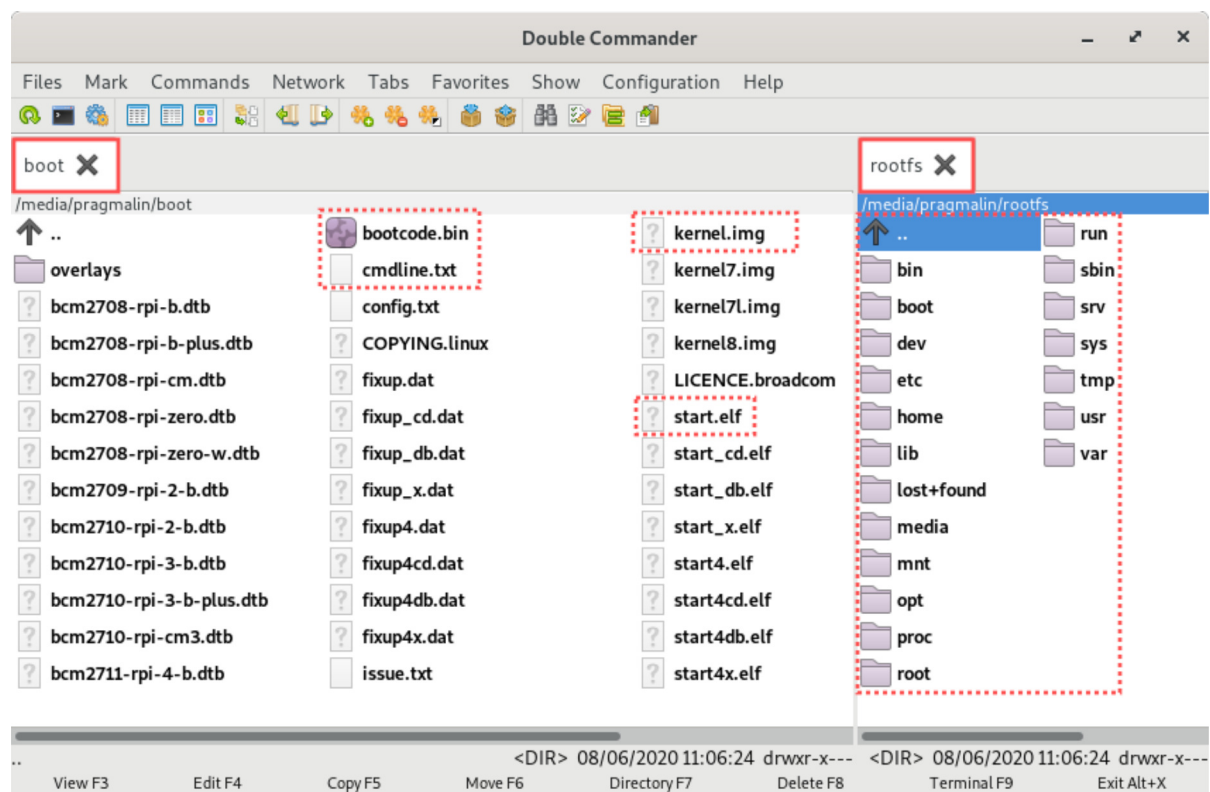 Double Commander
Files Mark Commands Network Tabs Favorites Show Configuration Help
boot
/media/pragmalin/boot
..
overlays
bcm2708-rpi-b.dtb
bcm2708-rpi-b-plus.dtb
bcm2708-rpi-cm.dtb
bcm2708-rpi-zero.dtb
bcm2708-rpi-zero-w.dtb
bcm2709-rpi-2-b.dtb
bcm2710-rpi-2-b.dtb
bcm2710-rpi-3-b.dtb
bcm2710-rpi-3-b-plus.dtb
bcm2710-rpi-cm3.dtb
bcm2711-rpi-4-b.dtb
bootcode.bin
cmdline.txt
config.txt
COPYING.linux
fixup.dat
fixup_cd.dat
fixup_db.dat
fixup_x.dat
fixup4.dat
fixup4cd.dat
fixup4db.dat
fixup4x.dat
issue.txt
kernel.img
kernel7.img
kernel7l.img
kernel8.img
LICENCE.broadcom
start.elf
start_cd.elf
start_db.elf
start_x.elf
start4.elf
start4cd.elf
start4db.elf
start4x.elf
..
<DIR> 08/06/2020 11:06:24 drwxr-x---
rootfs
/media/pragmalin/rootfs
..
bin
boot
dev
etc
home
lib
lost+found
media
mnt
opt
proc
root
run
sbin
srv
sys
tmp
usr
var
<DIR> 08/06/2020 11:06:24 drwxr-x---
View F3 Edit F4 Copy F5 Move F6 Directory F7 Delete F8 Terminal F9 Exit Alt+X